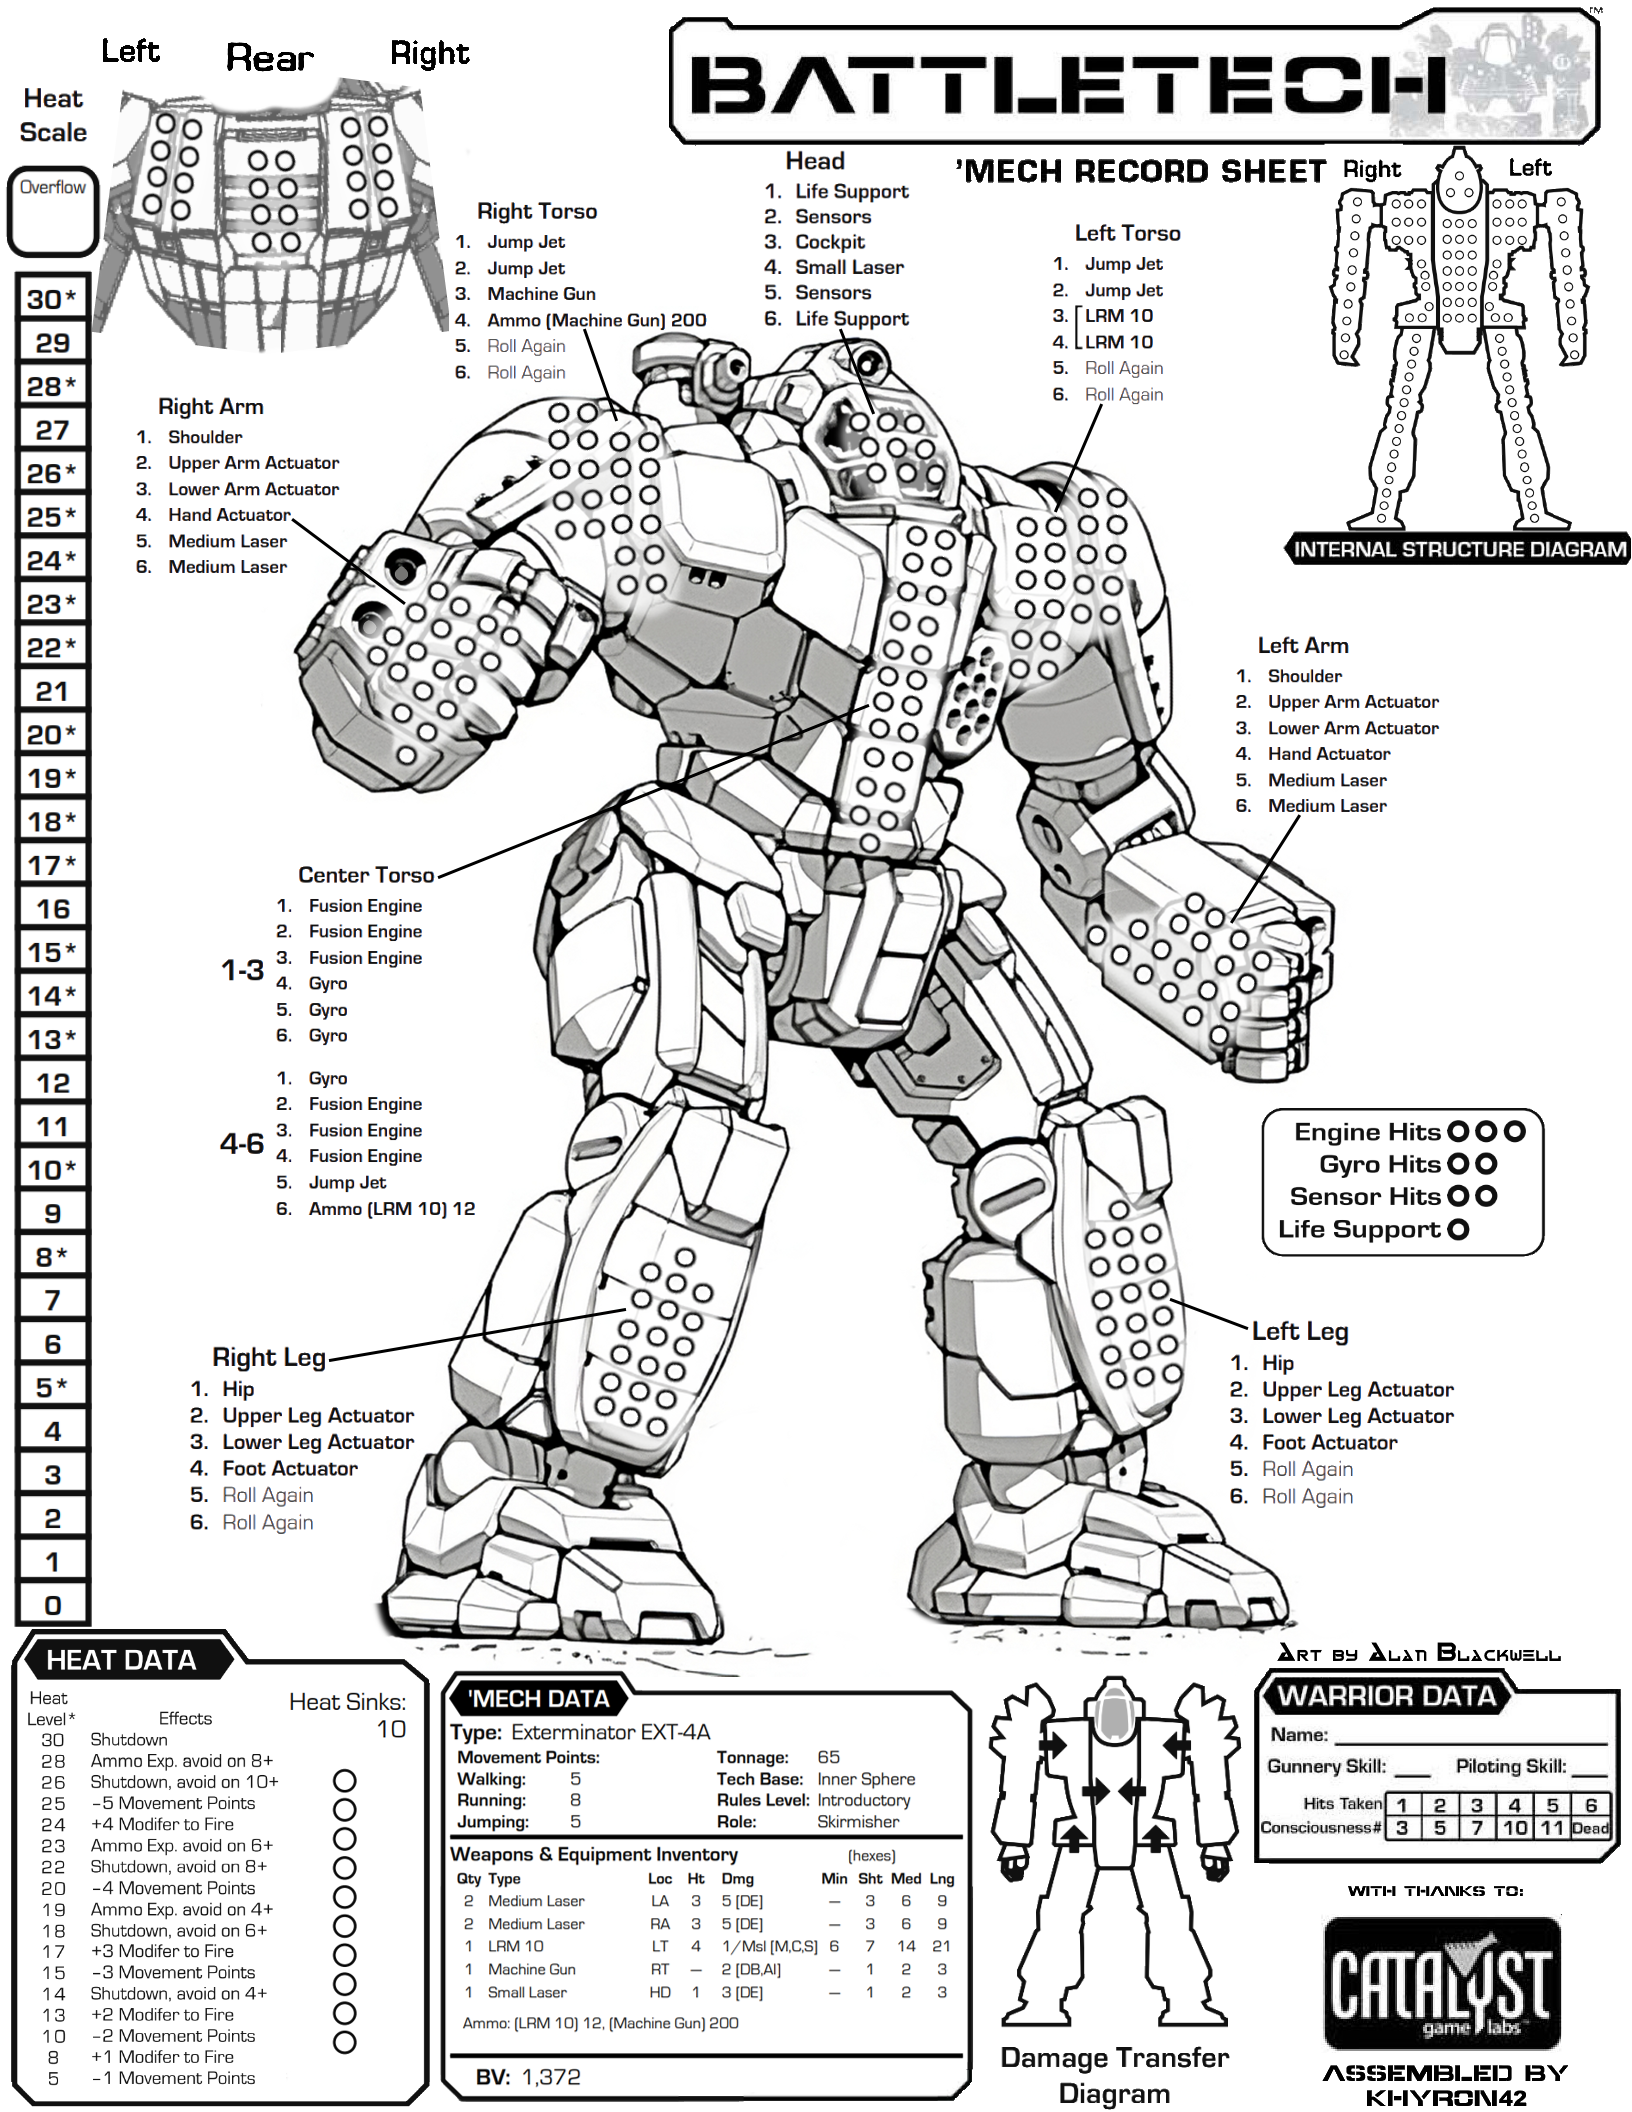 Left Rear Right
BATTLETECH™
'MECH RECORD SHEET
Right Left
INTERNAL STRUCTURE DIAGRAM
Heat
Scale
Overflow
30*
29
28*
27
26*
25*
24*
23*
22*
21
20*
19*
18*
17*
16
15*
14*
13*
12
11
10*
9
8*
7
6
5*
4
3
2
1
0
Head
1. Life Support
2. Sensors
3. Cockpit
4. Small Laser
5. Sensors
6. Life Support
Right Torso
1. Jump Jet
2. Jump Jet
3. Machine Gun
4. Ammo (Machine Gun) 200
5. Roll Again
6. Roll Again
Left Torso
1. Jump Jet
2. Jump Jet
3. LRM 10
4. LRM 10
5. Roll Again
6. Roll Again
Right Arm
1. Shoulder
2. Upper Arm Actuator
3. Lower Arm Actuator
4. Hand Actuator
5. Medium Laser
6. Medium Laser
Left Arm
1. Shoulder
2. Upper Arm Actuator
3. Lower Arm Actuator
4. Hand Actuator
5. Medium Laser
6. Medium Laser
Center Torso
1-3
1. Fusion Engine
2. Fusion Engine
3. Fusion Engine
4. Gyro
5. Gyro
6. Gyro
4-6
1. Gyro
2. Fusion Engine
3. Fusion Engine
4. Fusion Engine
5. Jump Jet
6. Ammo (LRM 10) 12
Engine Hits
Gyro Hits
Sensor Hits
Life Support
Right Leg
1. Hip
2. Upper Leg Actuator
3. Lower Leg Actuator
4. Foot Actuator
5. Roll Again
6. Roll Again
Left Leg
1. Hip
2. Upper Leg Actuator
3. Lower Leg Actuator
4. Foot Actuator
5. Roll Again
6. Roll Again
HEAT DATA
Heat
Level* Effects
Heat Sinks:
10
30 Shutdown
28 Ammo Exp. avoid on 8+
26 Shutdown, avoid on 10+
25 -5 Movement Points
24 +4 Modifer to Fire
23 Ammo Exp. avoid on 6+
22 Shutdown, avoid on 8+
20 -4 Movement Points
19 Ammo Exp. avoid on 4+
18 Shutdown, avoid on 6+
17 +3 Modifer to Fire
15 -3 Movement Points
14 Shutdown, avoid on 4+
13 +2 Modifer to Fire
10 -2 Movement Points
8 +1 Modifer to Fire
5 -1 Movement Points
'MECH DATA
Type: Exterminator EXT-4A
Movement Points: Tonnage: 65
Walking: 5 Tech Base: Inner Sphere
Running: 8 Rules Level: Introductory
Jumping: 5 Role: Skirmisher
Weapons & Equipment Inventory (hexes)
Qty Type Loc Ht Dmg Min Sht Med Lng
2 Medium Laser LA 3 5 [DE] — 3 6 9
2 Medium Laser RA 3 5 [DE] — 3 6 9
1 LRM 10 LT 4 1/Msl [M,C,S] 6 7 14 21
1 Machine Gun RT — 2 [DB,AI] — 1 2 3
1 Small Laser HD 1 3 [DE] — 1 2 3
Ammo: (LRM 10) 12, (Machine Gun) 200
BV: 1,372
Damage Transfer
Diagram
Art by Alan Blackwell
WARRIOR DATA
Name:
Gunnery Skill: Piloting Skill:
Hits Taken 1 2 3 4 5 6
Consciousness# 3 5 7 10 11 Dead
WITH THANKS TO:
CATALYST
game labs™
ASSEMBLED BY
KHYRON42